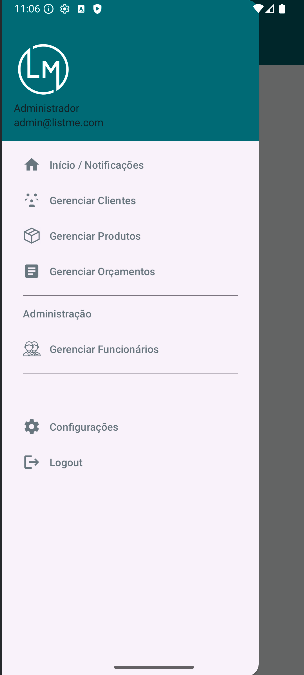 11:06
LM
Administrador
admin@listme.com
Início / Notificações
Gerenciar Clientes
Gerenciar Produtos
Gerenciar Orçamentos
Administração
Gerenciar Funcionários
Configurações
Logout